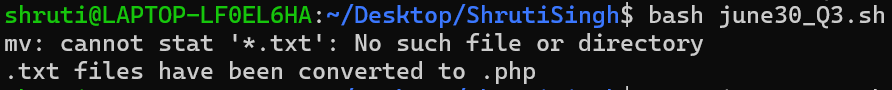 shruti@LAPTOP-LF0EL6HA:~/Desktop/ShrutiSingh$ bash june30_Q3.sh
mv: cannot stat '*.txt': No such file or directory
.txt files have been converted to .php